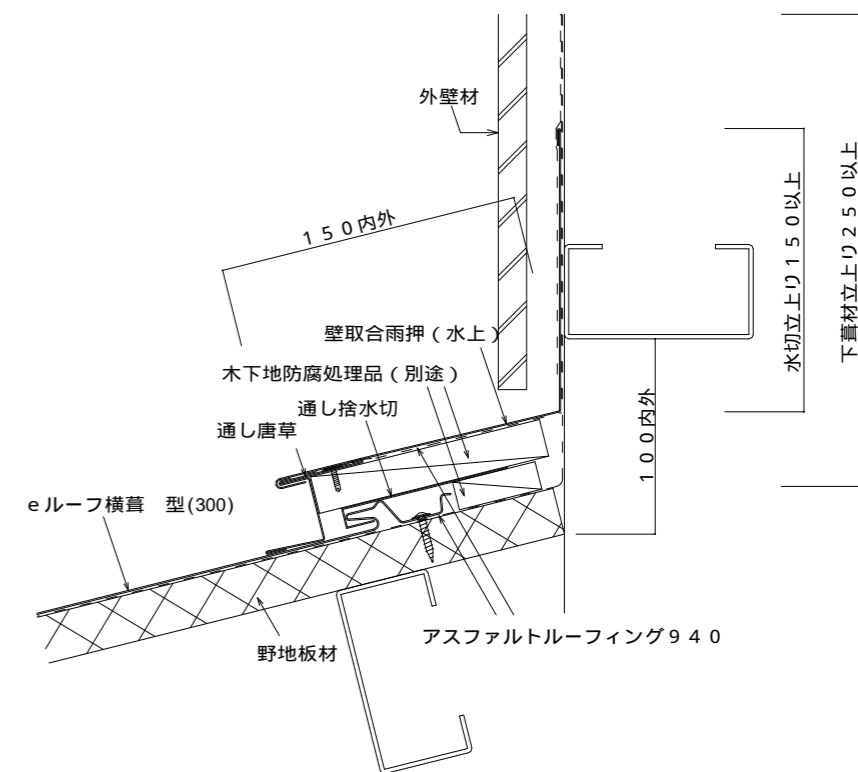 外壁材
150内外
壁取合雨押(水上)
木下地防腐処理品(別途)
通し捨水切
通し唐草
eルーフ横葺 型(300)
野地板材
アスファルトルーフィング940
100内外
水切立上り150以上
下葺材立上り250以上